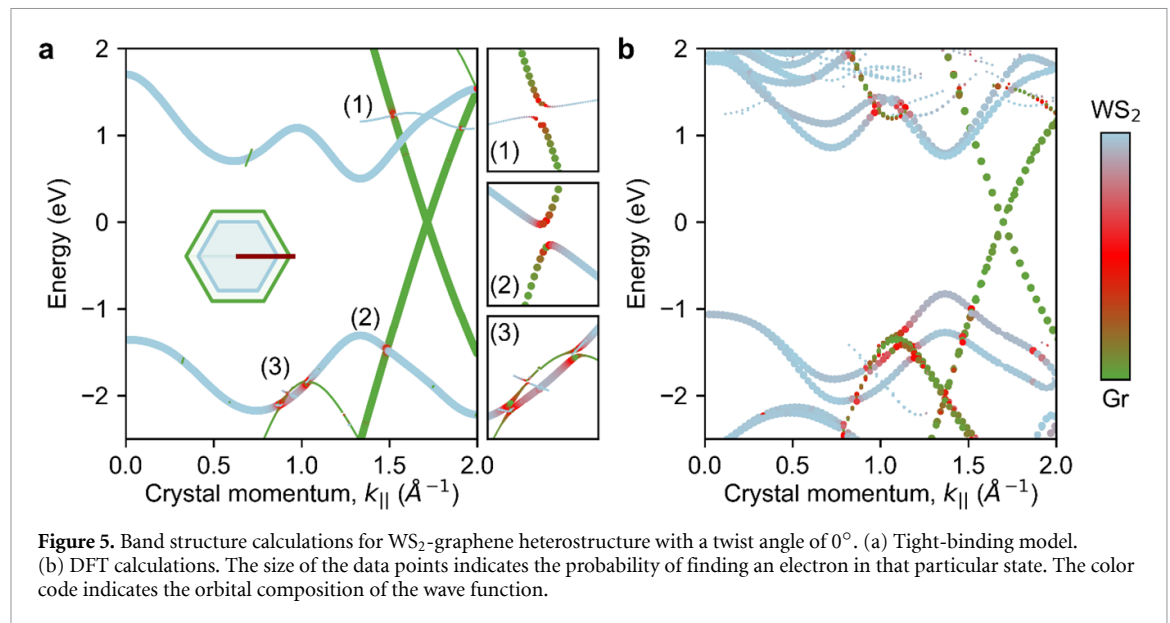 a
b
2
1
0
−1
−2
Energy (eV)
0.0
0.5
1.0
1.5
2.0
Crystal momentum, k|| (Å⁻¹)
(1)
(2)
(3)
(1)
(2)
(3)
2
1
0
−1
−2
Energy (eV)
0.0
0.5
1.0
1.5
2.0
Crystal momentum, k|| (Å⁻¹)
WS₂
Gr
Figure 5. Band structure calculations for WS₂-graphene heterostructure with a twist angle of 0°. (a) Tight-binding model.
(b) DFT calculations. The size of the data points indicates the probability of finding an electron in that particular state. The color
code indicates the orbital composition of the wave function.